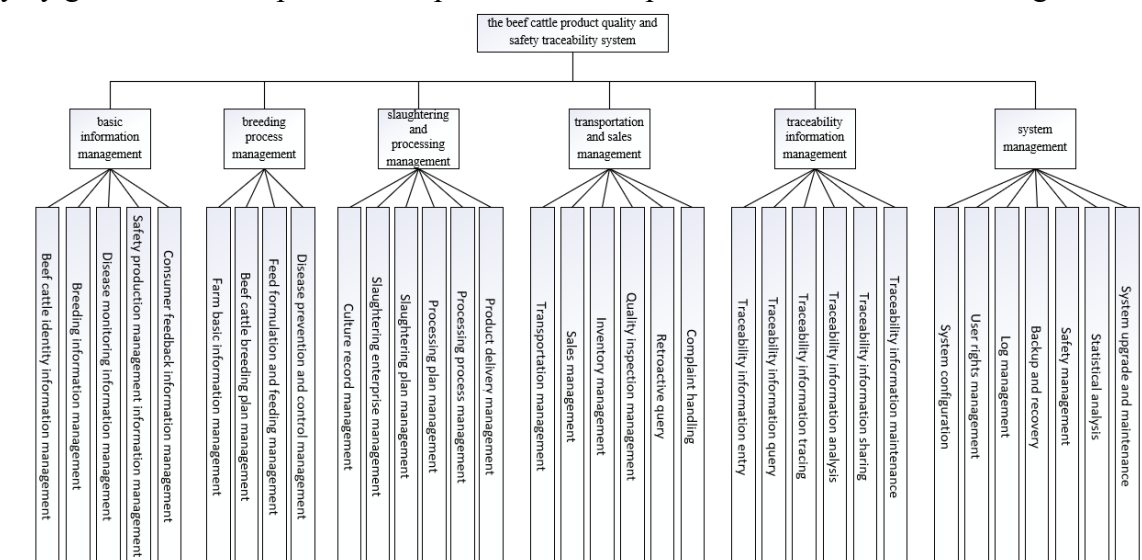 the beef cattle product quality and
safety traceability system
basic
information
management
breeding
process
management
slaughtering
and
processing
management
transportation
and sales
management
traceability
information
management
system
management
Beef cattle identity information management
Breeding information management
Disease monitoring information management
Safety production management information management
Consumer feedback information management
Farm basic information management
Beef cattle breeding plan management
Feed formulation and feeding management
Disease prevention and control management
Culture record management
Slaughtering enterprise management
Slaughtering plan management
Processing plan management
Processing process management
Product delivery management
Transportation management
Sales management
Inventory management
Quality inspection management
Retroactive query
Complaint handling
Traceability information entry
Traceability information query
Traceability information tracing
Traceability information analysis
Traceability information sharing
Traceability information maintenance
System configuration
User rights management
Log management
Backup and recovery
Safety management
Statistical analysis
System upgrade and maintenance